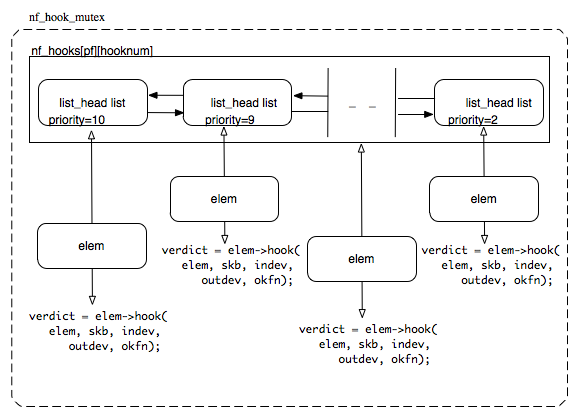 nf_hook_mutex
nf_hooks[pf][hooknum]
list_head list
priority=10
list_head list
priority=9
_ _
list_head list
priority=2
elem
elem
elem
elem
verdict = elem->hook(
elem, skb, indev,
outdev, okfn);
verdict = elem->hook(
elem, skb, indev,
outdev, okfn);
verdict = elem->hook(
elem, skb, indev,
outdev, okfn);
verdict = elem->hook(
elem, skb, indev,
outdev, okfn);